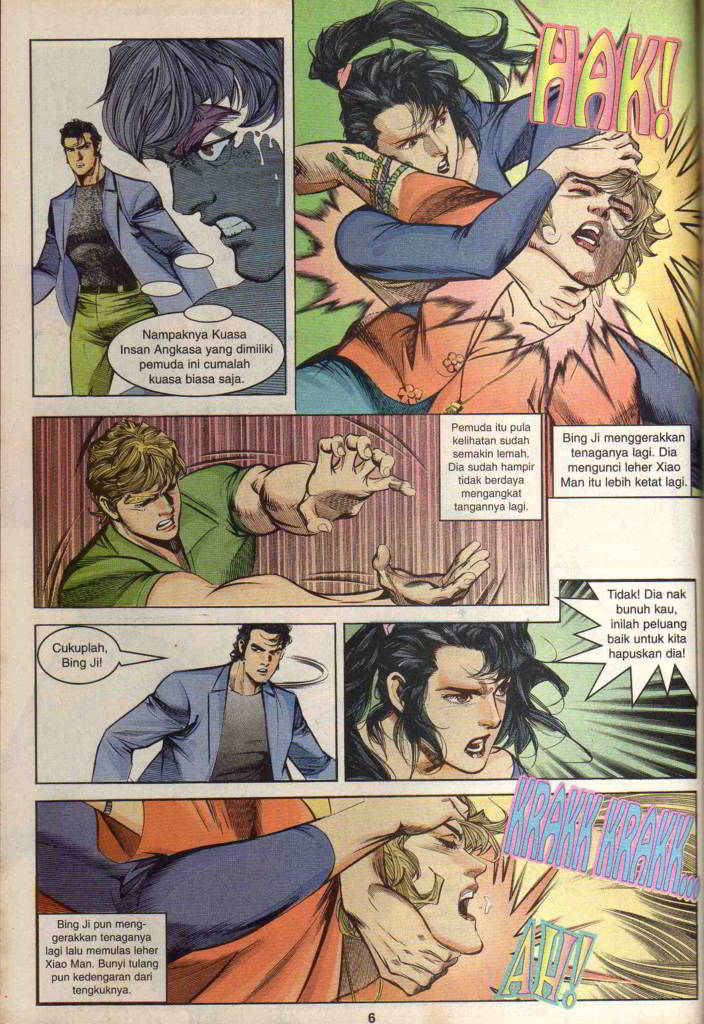 Nampaknya Kuasa
Insan Angkasa yang dimiliki
pemuda ini cumalah
kuasa biasa saja.
HAK!
Bing Ji menggerakkan
tenaganya lagi. Dia
mengunci leher Xiao
Man itu lebih ketat lagi.
Pemuda itu pula
kelihatan sudah
semakin lemah.
Dia sudah hampir
tidak berdaya
mengangkat
tangannya lagi.
Cukuplah,
Bing Ji!
Tidak! Dia nak
bunuh kau,
inilah peluang
baik untuk kita
hapuskan dia!
KRAKK KRAKK...
Bing Ji pun meng-
gerakkan tenaganya
lagi lalu memulas leher
Xiao Man. Bunyi tulang
pun kedengaran dari
tengkuknya.
AH!
6